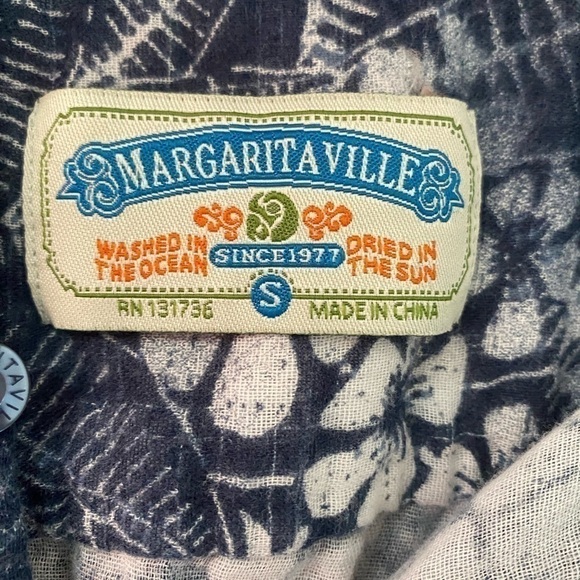 MARGARITAVILLE
WASHED IN
THE OCEAN
SINCE 1977
DRIED IN
THE SUN
S
RN 131736
MADE IN CHINA